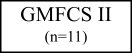 GMFCS II
(n=11)